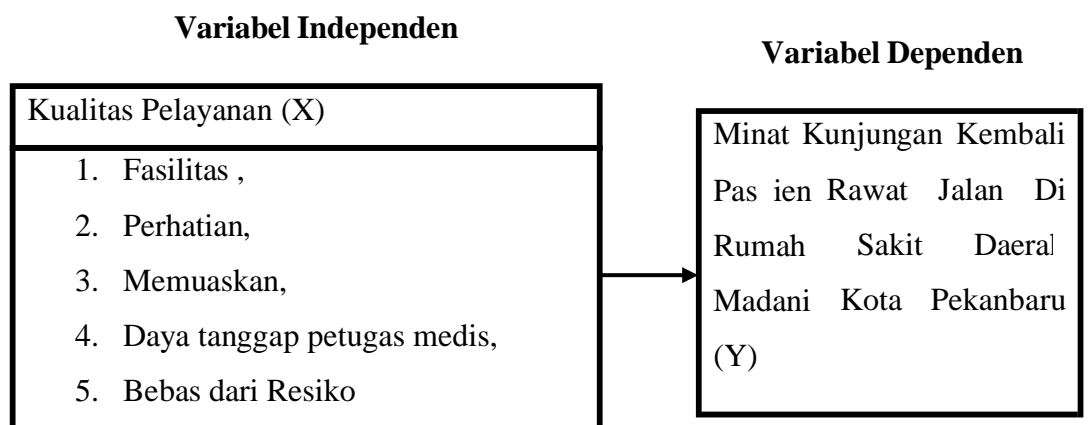 Variabel Independen
Variabel Dependen
Kualitas Pelayanan (X)
1. Fasilitas ,
2. Perhatian,
3. Memuaskan,
4. Daya tanggap petugas medis,
5. Bebas dari Resiko
Minat Kunjungan Kembali
Pas ien Rawat Jalan Di
Rumah Sakit Daerah
Madani Kota Pekanbaru
(Y)